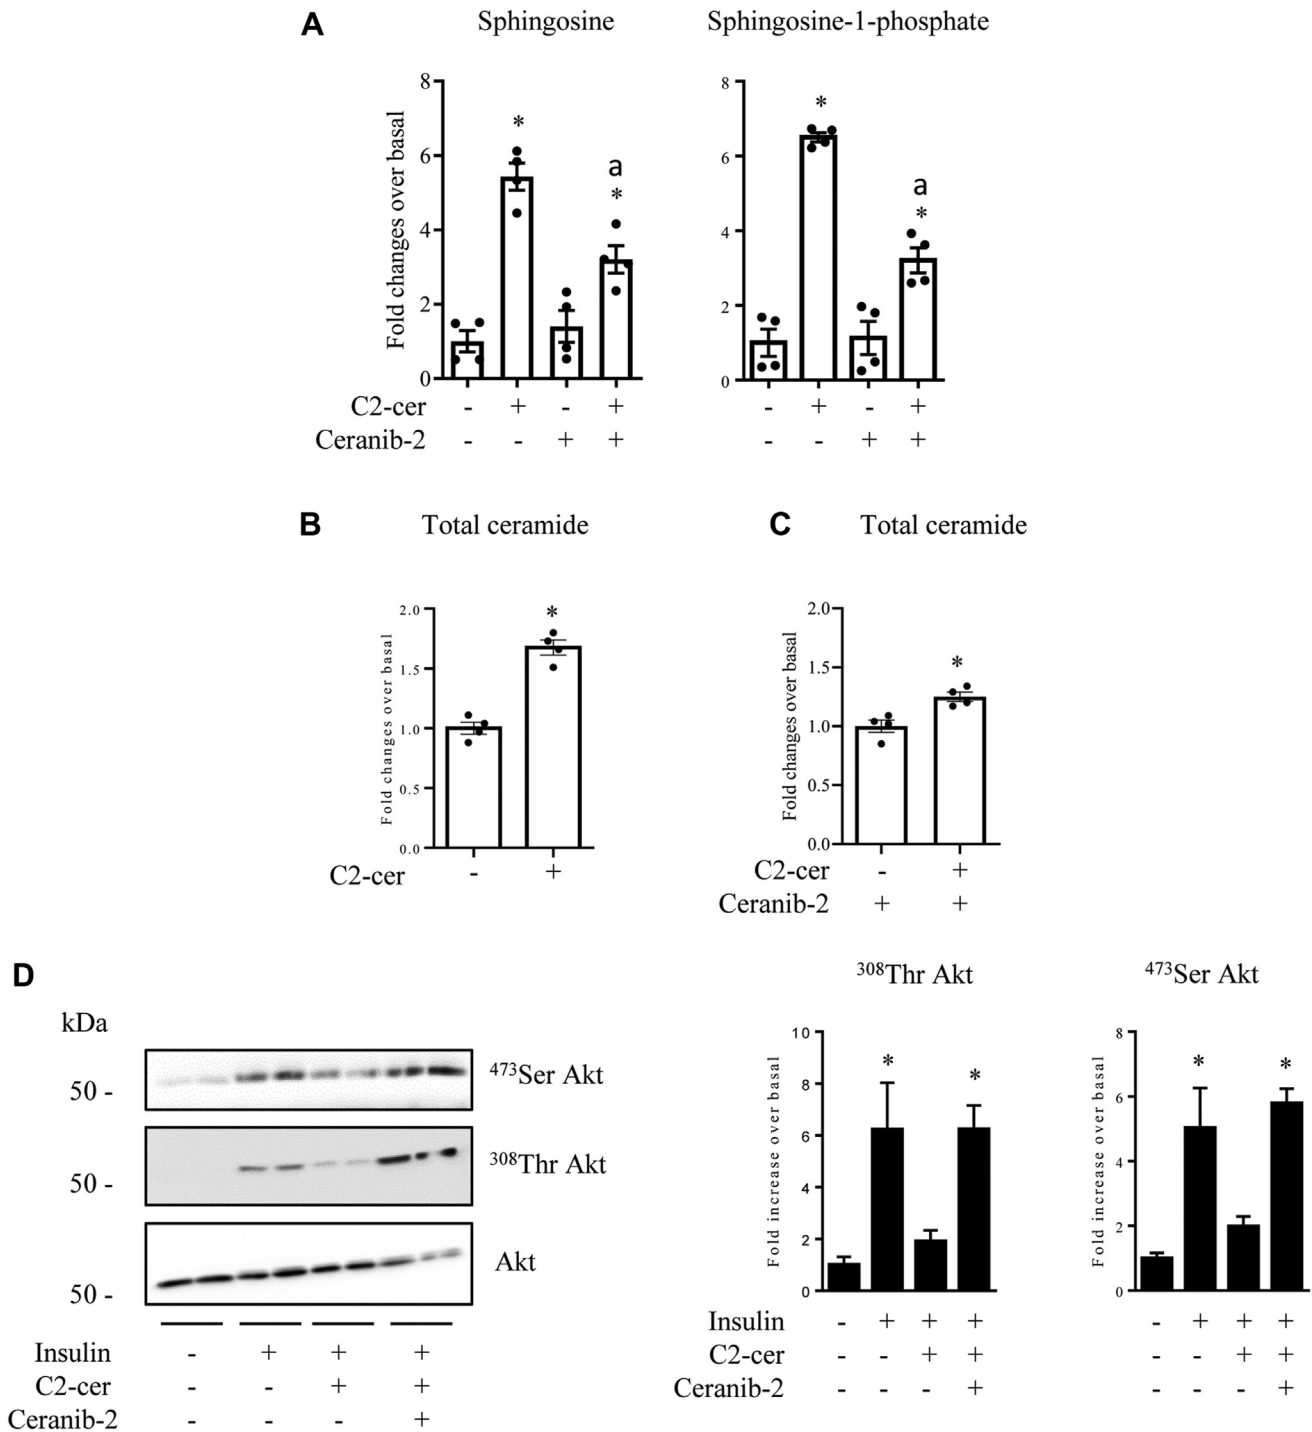 A Sphingosine Sphingosine-1-phosphate
Fold changes over basal
8 6 4 2 0
* * a
*
8 6 4 2 0
* a
*
C2-cer - + - + - + - +
Ceranib-2 - - + + - - + +
B Total ceramide C Total ceramide
Fold changes over basal
2.0 1.5 1.0 0.5 0.0
*
C2-cer - +
Fold changes over basal
2.0 1.5 1.0 0.5 0.0
*
C2-cer - +
Ceranib-2 + +
D
kDa
50 - 473Ser Akt
50 - 308Thr Akt
50 - Akt
Insulin - + + +
C2-cer - - + +
Ceranib-2 - - - +
308Thr Akt 473Ser Akt
Fold increase over basal
10 8 6 4 2 0
* *
Fold increase over basal
8 6 4 2 0
* *
Insulin - + + + - + + +
C2-cer - - + + - - + +
Ceranib-2 - - - + - - - +